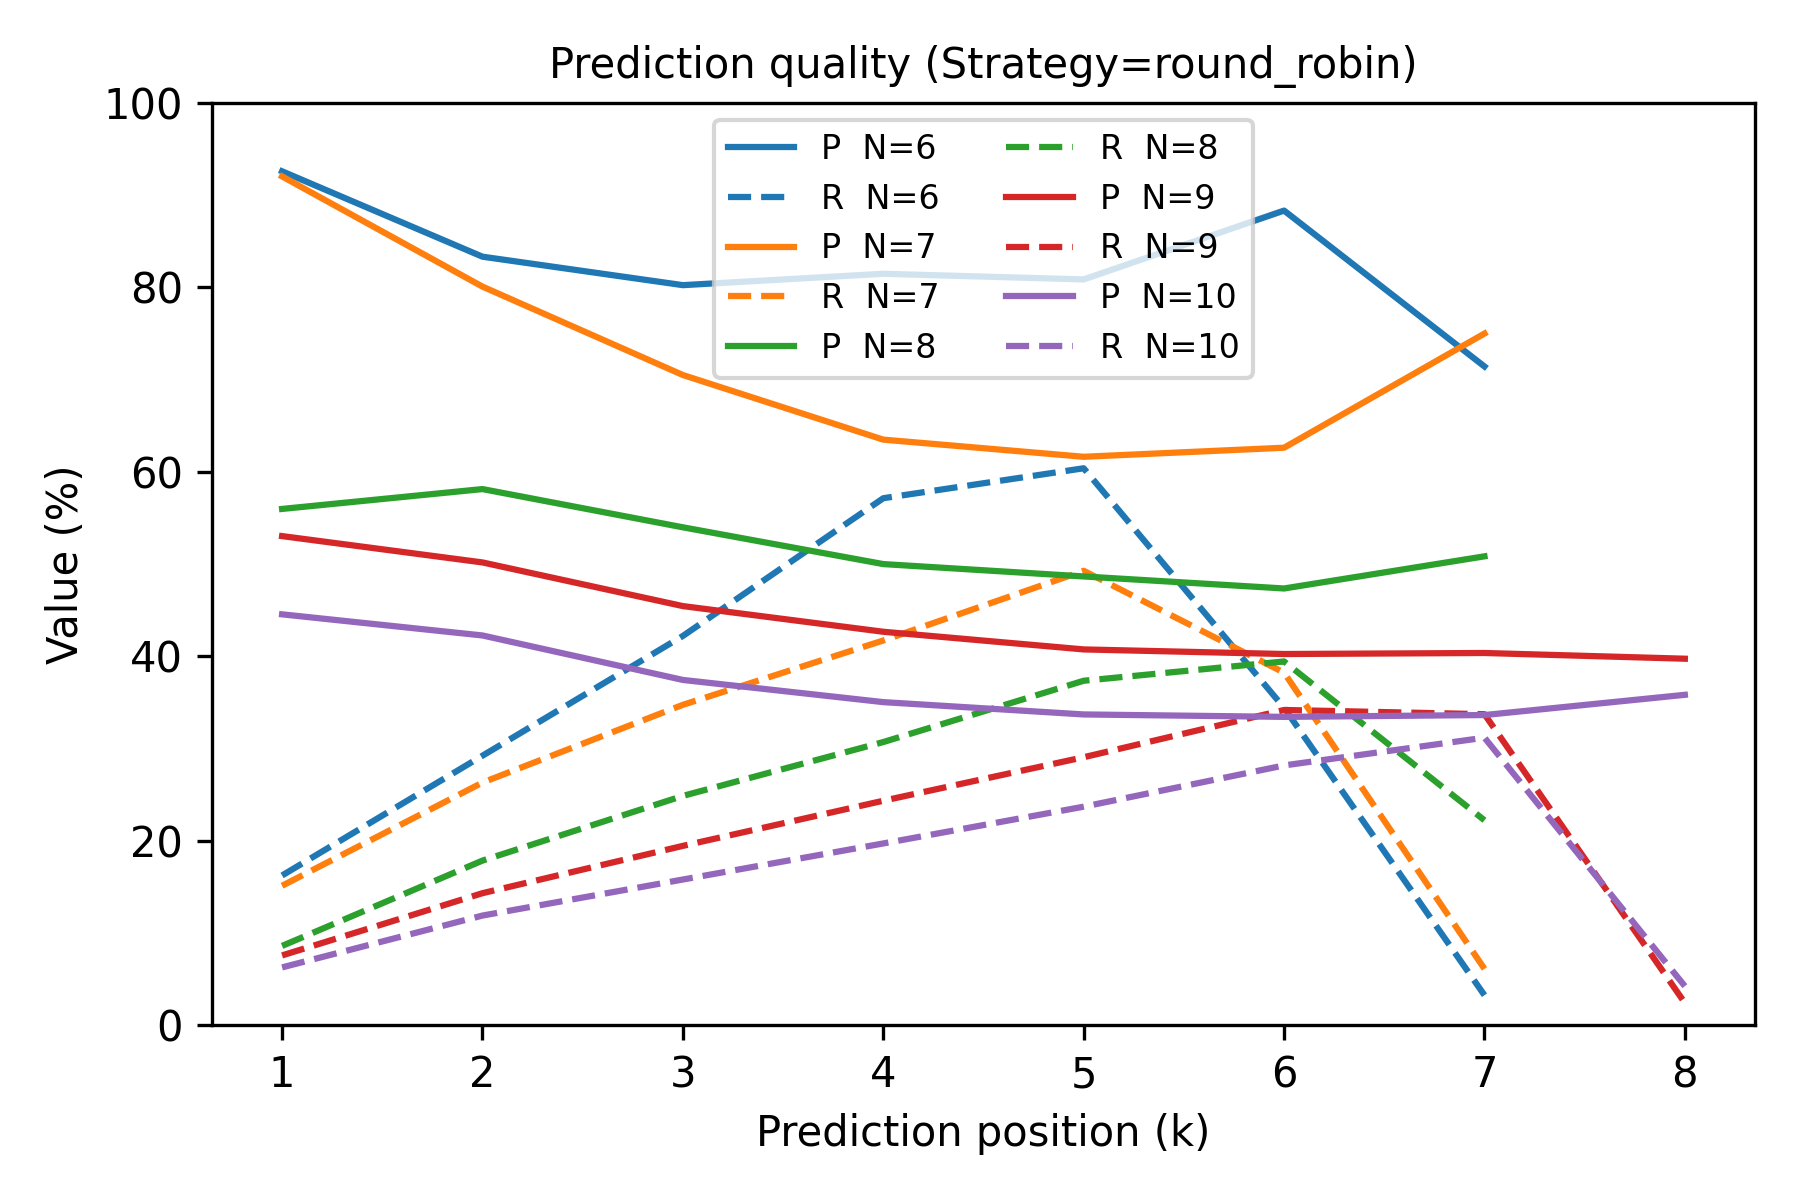 Prediction quality (Strategy=round_robin)
100
80
60
40
20
0
Value (%)
P  N=6
R  N=6
P  N=7
R  N=7
P  N=8
R  N=8
P  N=9
R  N=9
P  N=10
R  N=10
1 2 3 4 5 6 7 8
Prediction position (k)